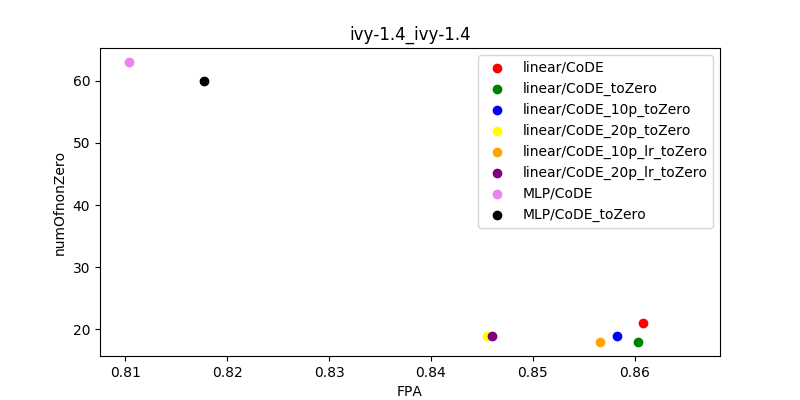 ivy-1.4_ivy-1.4
numOfnonZero
60
50
40
30
20
0.81
0.82
0.83
0.84
0.85
0.86
FPA
linear/CoDE
linear/CoDE_toZero
linear/CoDE_10p_toZero
linear/CoDE_20p_toZero
linear/CoDE_10p_lr_toZero
linear/CoDE_20p_lr_toZero
MLP/CoDE
MLP/CoDE_toZero